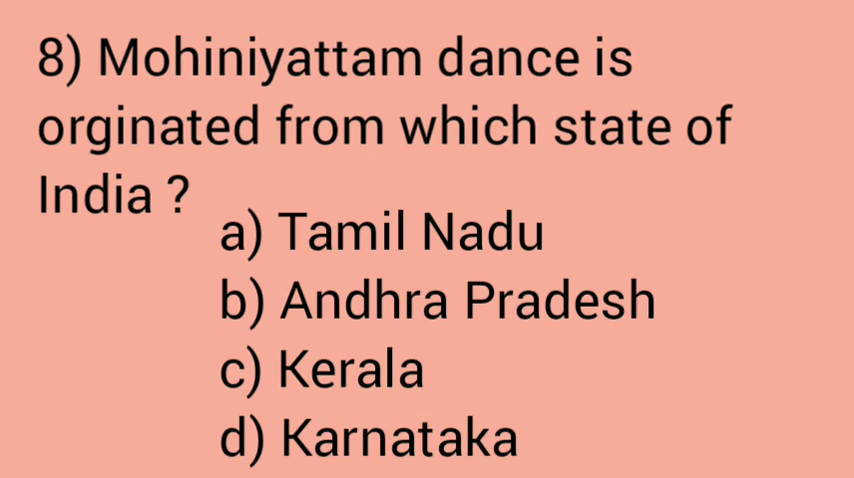 8) Mohiniyattam dance is
orginated from which state of
India ?
a) Tamil Nadu
b) Andhra Pradesh
c) Kerala
d) Karnataka